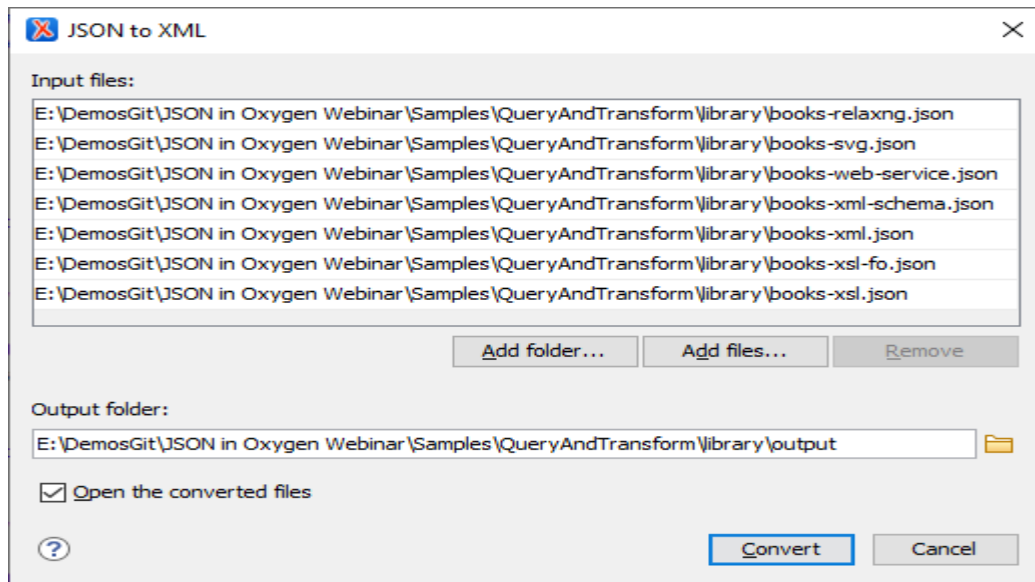 JSON to XML
Input files:
E:\DemosGit\JSON in Oxygen Webinar\Samples\QueryAndTransform\library\books-relaxng.json
E:\DemosGit\JSON in Oxygen Webinar\Samples\QueryAndTransform\library\books-svg.json
E:\DemosGit\JSON in Oxygen Webinar\Samples\QueryAndTransform\library\books-web-service.json
E:\DemosGit\JSON in Oxygen Webinar\Samples\QueryAndTransform\library\books-xml-schema.json
E:\DemosGit\JSON in Oxygen Webinar\Samples\QueryAndTransform\library\books-xml.json
E:\DemosGit\JSON in Oxygen Webinar\Samples\QueryAndTransform\library\books-xsl-fo.json
E:\DemosGit\JSON in Oxygen Webinar\Samples\QueryAndTransform\library\books-xsl.json
Add folder... Add files... Remove
Output folder:
E:\DemosGit\JSON in Oxygen Webinar\Samples\QueryAndTransform\library\output
Open the converted files
? Convert Cancel